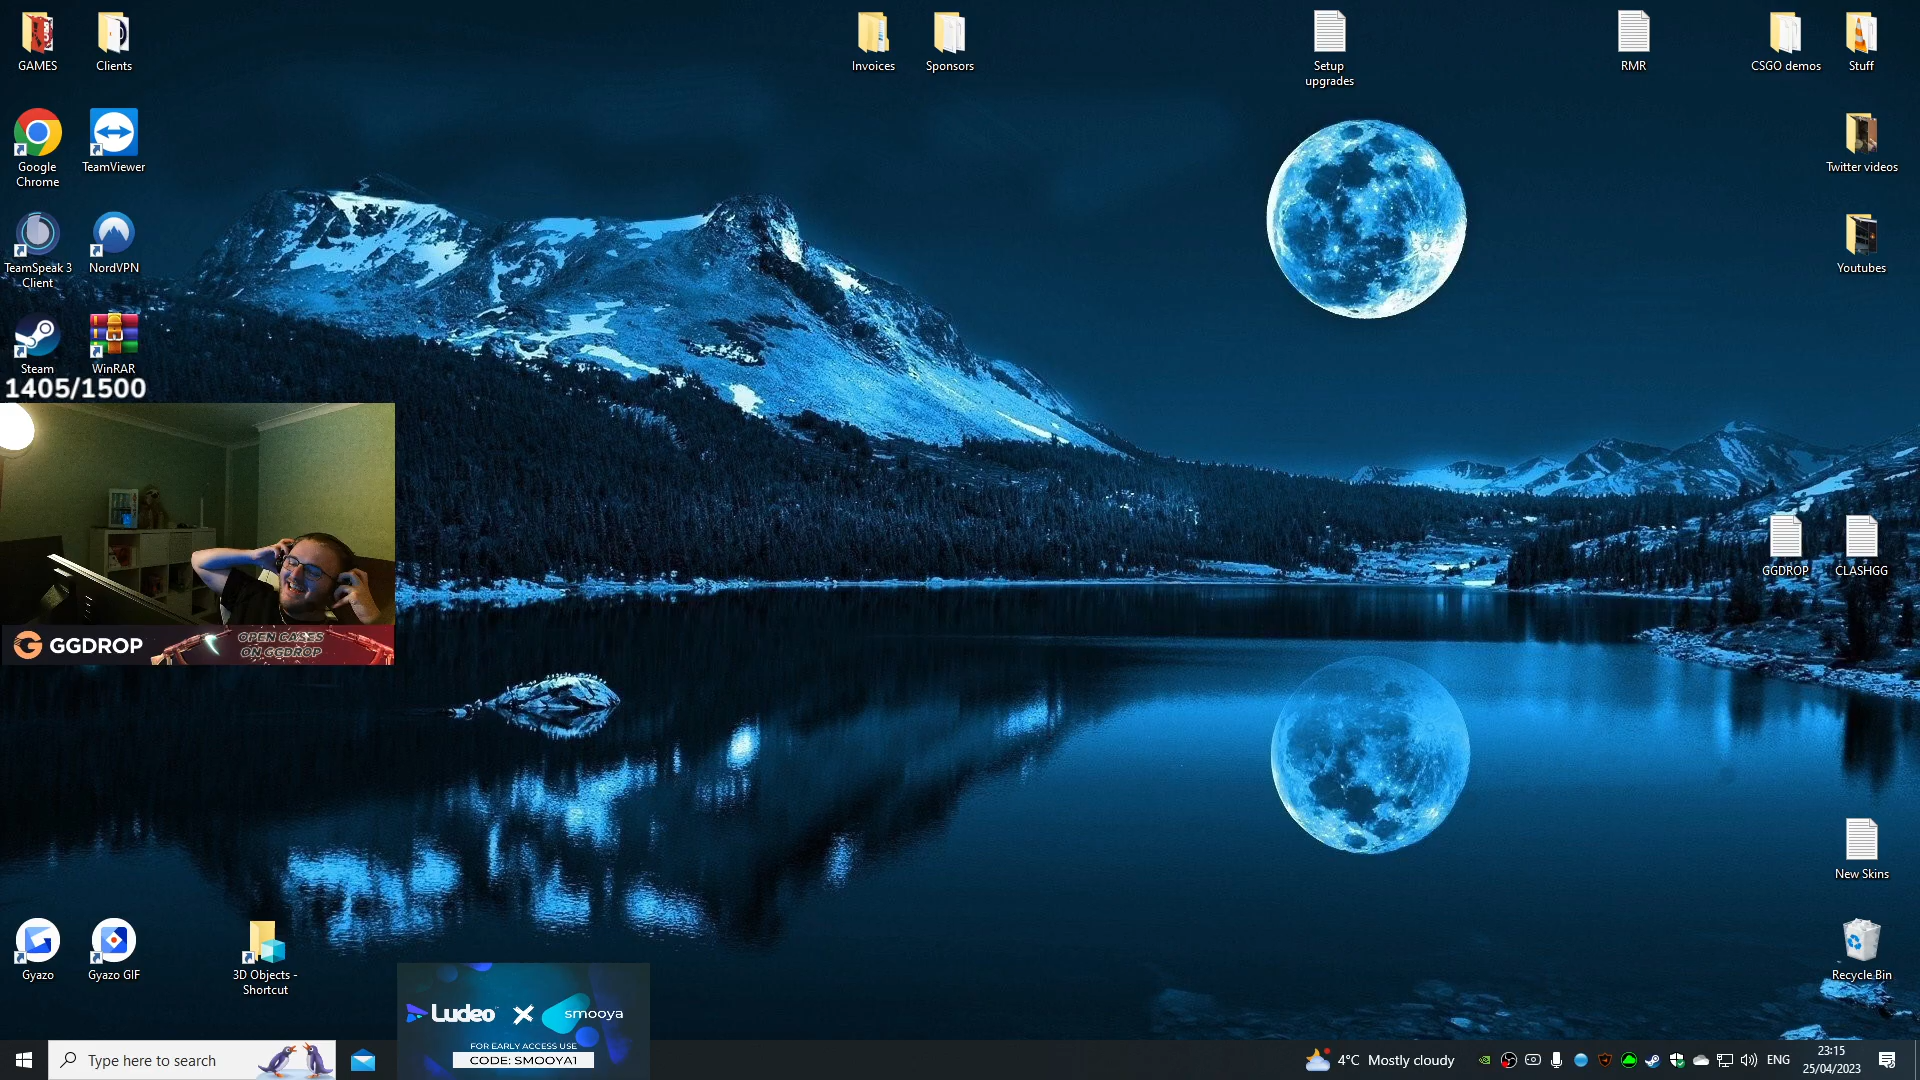 GAMES
Clients
Invoices
Sponsors
Setup
upgrades
RMR
CSGO demos
Stuff
Google
Chrome
TeamViewer
Twitter videos
TeamSpeak 3
Client
NordVPN
Youtubes
Steam
WinRAR
1405/1500
GGDROP
OPEN CASES
ON GGDROP
GGDROP
CLASHGG
New Skins
Gyazo
Gyazo GIF
3D Objects -
Shortcut
Recycle Bin
Ludeo X smooya
FOR EARLY ACCESS USE
CODE: SMOOYA1
Type here to search
4°C Mostly cloudy
ENG
23:15
25/04/2023